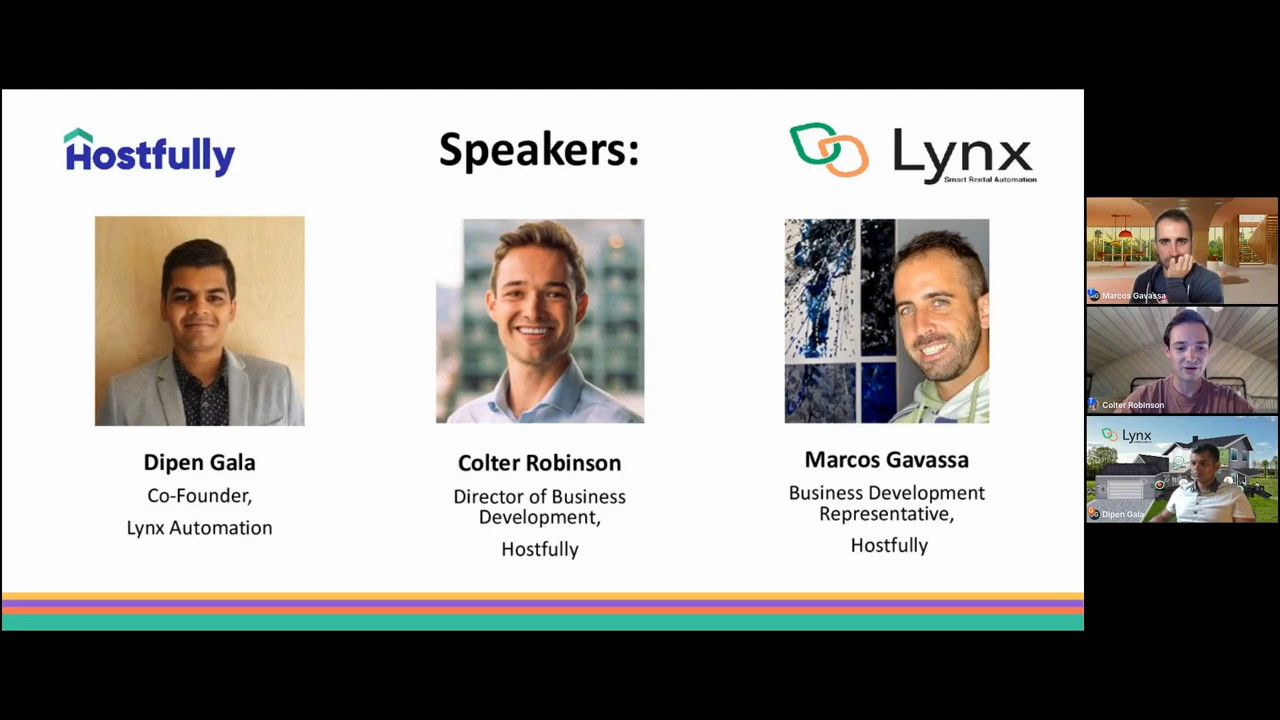 Hostfully
Speakers:
Lynx
Smart Rental Automation
Dipen Gala
Co-Founder,
Lynx Automation
Colter Robinson
Director of Business
Development,
Hostfully
Marcos Gavassa
Business Development
Representative,
Hostfully
Marcos Gavassa
Colter Robinson
Lynx
Dipen Gala